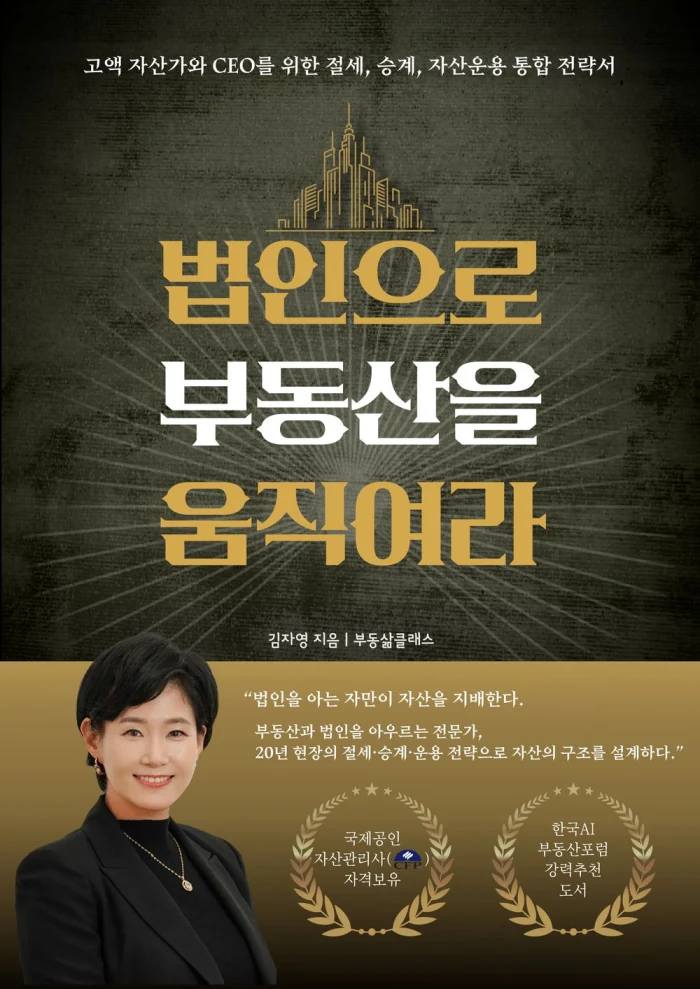 고액 자산가와 CEO를 위한 절세, 승계, 자산운용 통합 전략서
법인으로
부동산을
움직여라
김자영 지음 | 부동삶클래스
“법인을 아는 자만이 자산을 지배한다.
부동산과 법인을 아우르는 전문가,
20년 현장의 절세·승계·운용 전략으로 자산의 구조를 설계하다.”
국제공인
자산관리사(CFP)
자격보유
한국AI
부동산포럼
강력추천
도서